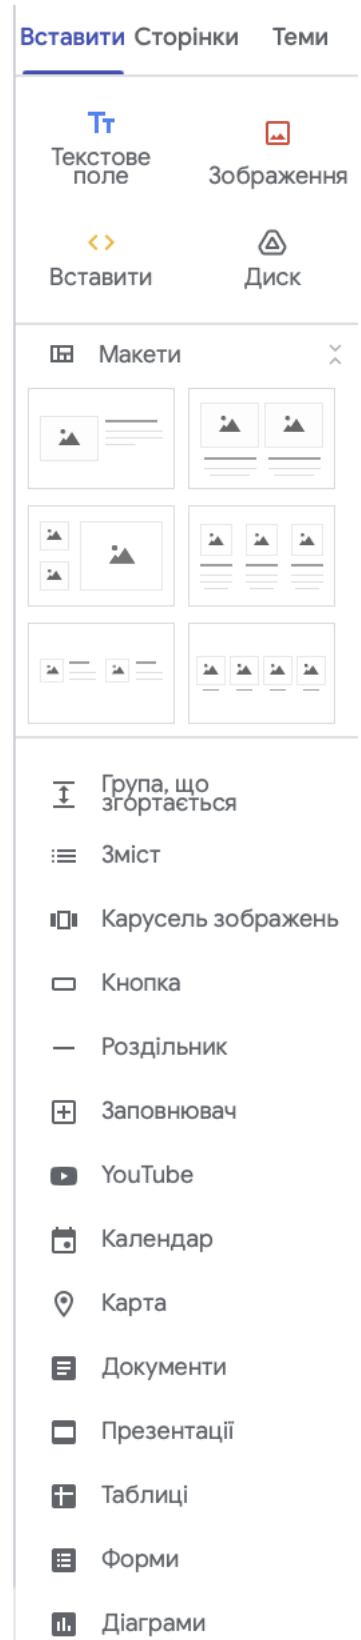 Вставити Сторінки Теми
Текстове
поле
Зображення
Вставити
Диск
Макети
Група, що
згортається
Зміст
Карусель зображень
Кнопка
Роздільник
Заповнювач
YouTube
Календар
Карта
Документи
Презентації
Таблиці
Форми
Діаграми